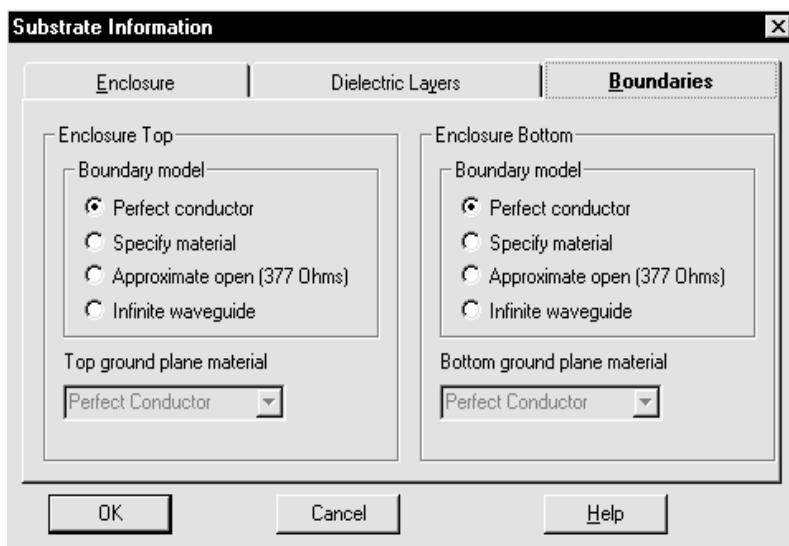 Substrate Information
Enclosure
Dielectric Layers
Boundaries
Enclosure Top
Boundary model
Perfect conductor
Specify material
Approximate open (377 Ohms)
Infinite waveguide
Top ground plane material
Perfect Conductor
Enclosure Bottom
Boundary model
Perfect conductor
Specify material
Approximate open (377 Ohms)
Infinite waveguide
Bottom ground plane material
Perfect Conductor
OK
Cancel
Help